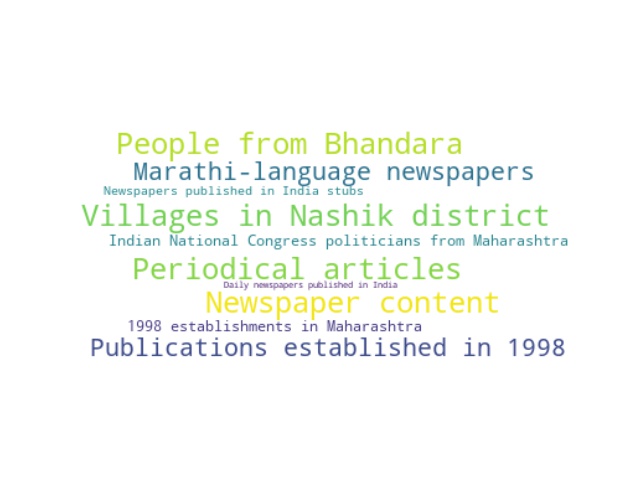 People from Bhandara
Marathi-language newspapers
Newspapers published in India stubs
Villages in Nashik district
Indian National Congress politicians from Maharashtra
Periodical articles
Daily newspapers published in India
Newspaper content
1998 establishments in Maharashtra
Publications established in 1998